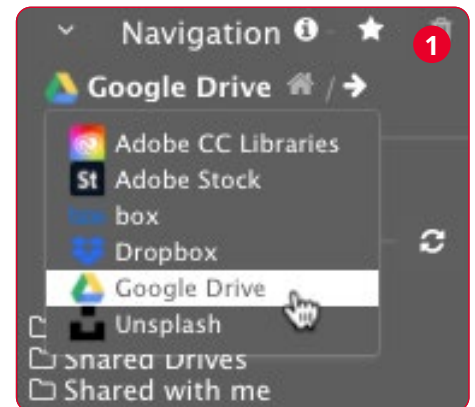 Navigation
1
Google Drive /
Adobe CC Libraries
St Adobe Stock
box
Dropbox
Google Drive
Unsplash
Shared Drives
Shared with me